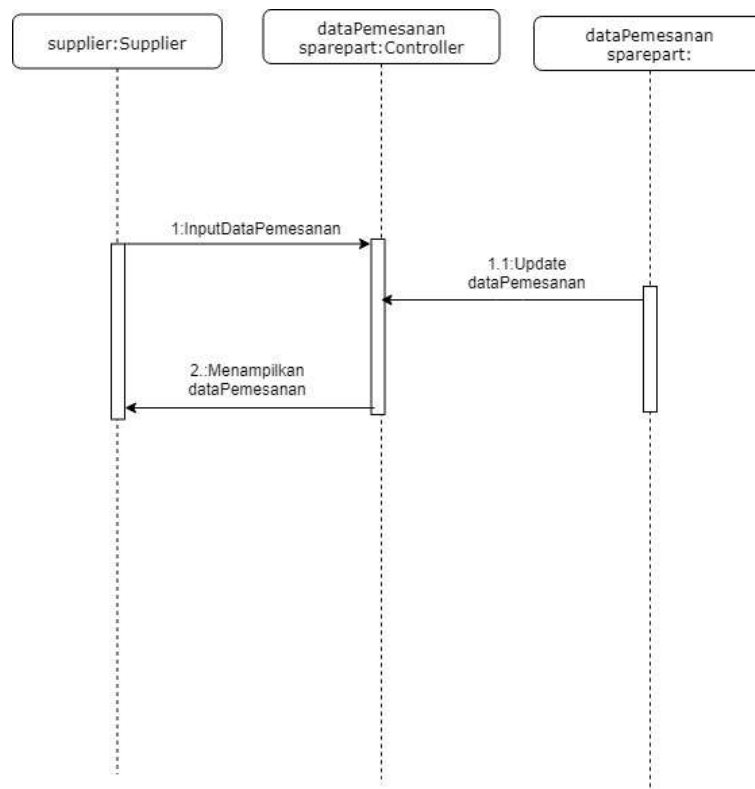 supplier:Supplier
dataPemesanan
sparepart:Controller
dataPemesanan
sparepart:
1:InputDataPemesanan
1.1:Update
dataPemesanan
2.:Menampilkan
dataPemesanan